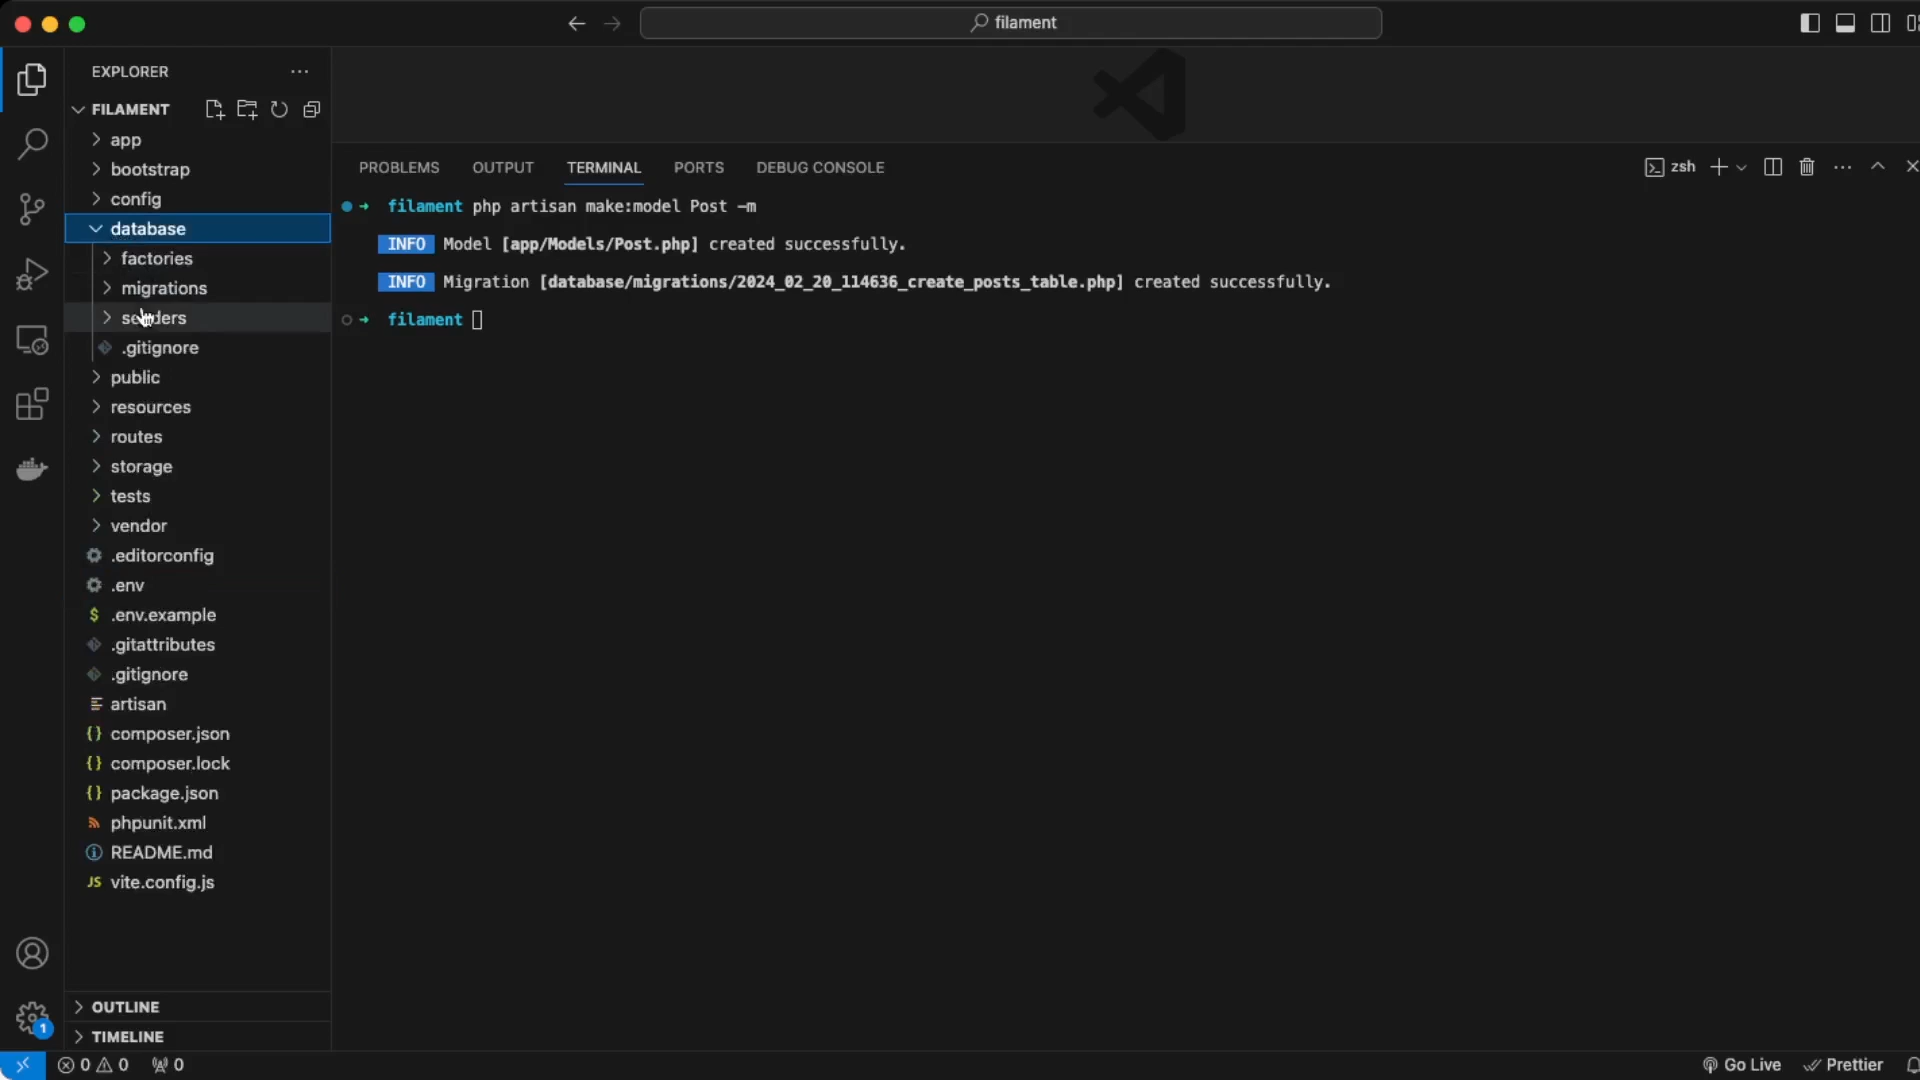 filament
EXPLORER
FILAMENT
app
bootstrap
config
database
factories
migrations
seeders
.gitignore
public
resources
routes
storage
tests
vendor
.editorconfig
.env
$ .env.example
.gitattributes
.gitignore
artisan
{} composer.json
{} composer.lock
{} package.json
phpunit.xml
README.md
JS vite.config.js
OUTLINE
TIMELINE
1
PROBLEMS OUTPUT TERMINAL PORTS DEBUG CONSOLE
zsh
➜ filament php artisan make:model Post -m
INFO Model [app/Models/Post.php] created successfully.
INFO Migration [database/migrations/2024_02_20_114636_create_posts_table.php] created successfully.
➜ filament
0 0 0
Go Live Prettier